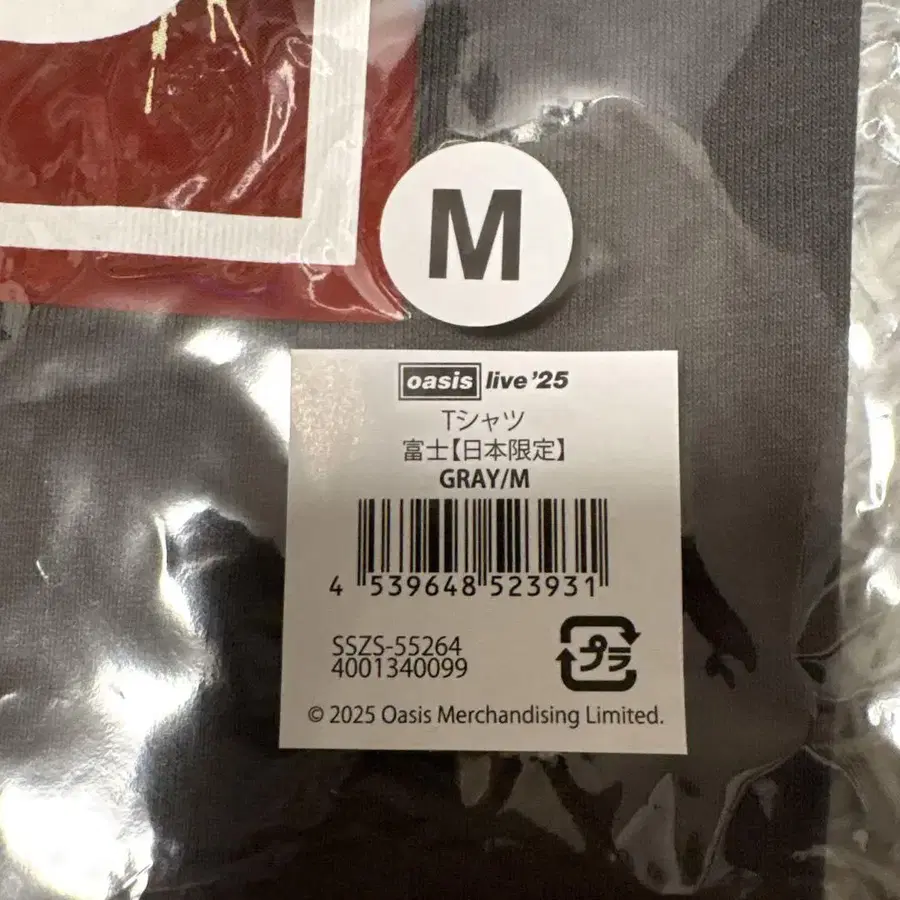 M
oasis live '25
Tシャツ
富士【日本限定】
GRAY/M
4 539648 523931
SSZS-55264
4001340099
プラ
© 2025 Oasis Merchandising Limited.